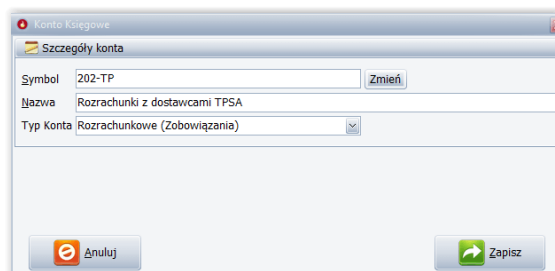 Konto Księgowe
Szczegóły konta
Symbol 202-TP Zmień
Nazwa Rozrachunki z dostawcami TPSA
Typ Konta Rozrachunkowe (Zobowiązania)
Anuluj Zapisz